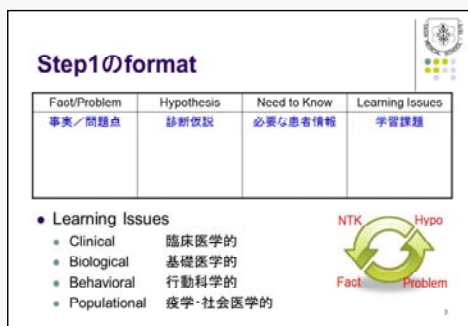 Step1のformat
Fact/Problem Hypothesis Need to Know Learning Issues
事実/問題点 診断仮説 必要な患者情報 学習課題
• Learning Issues
• Clinical 臨床医学的
• Biological 基礎医学的
• Behavioral 行動科学的
• Populational 疫学・社会医学的
NTK Hypo
Fact Problem
3